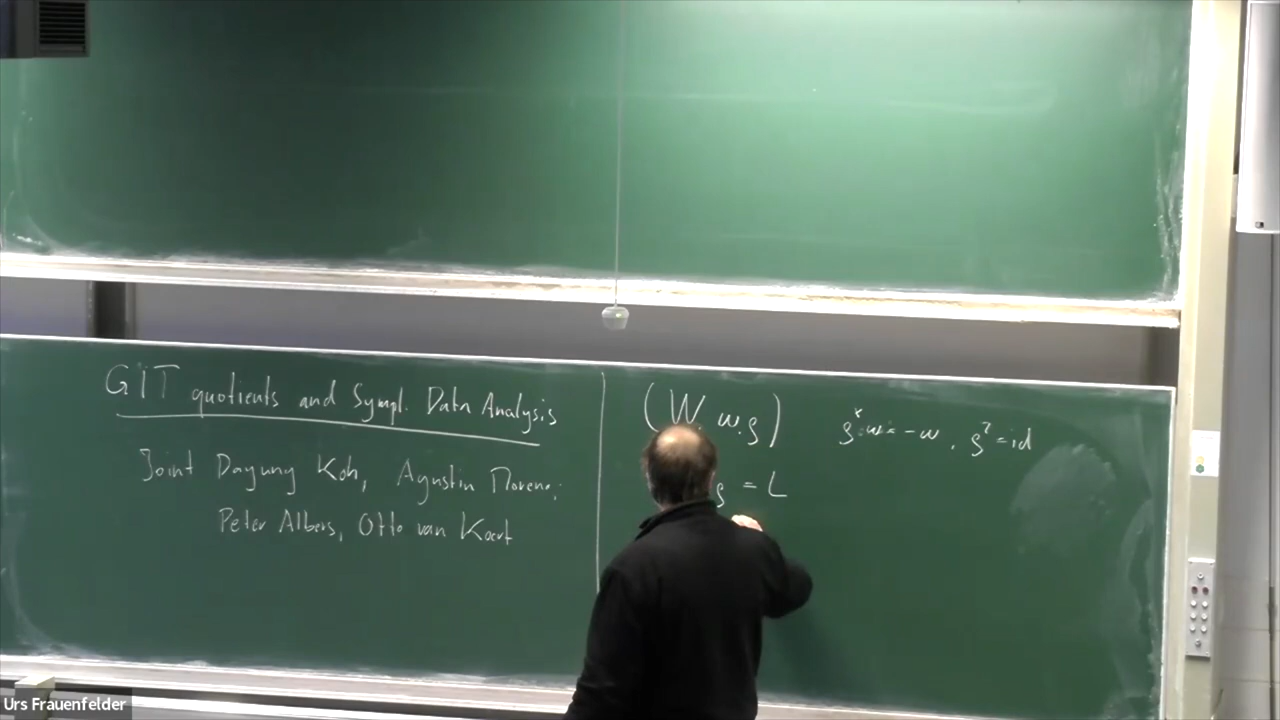 GIT quotients and Sympl. Data Analysis
Joint Dayung Koh, Agustin Moreno,
Peter Albers, Otto van Koert
(W, ω, ρ) ρ*ω = -ω, ρ² = id
ρ = L
Urs Frauenfelder